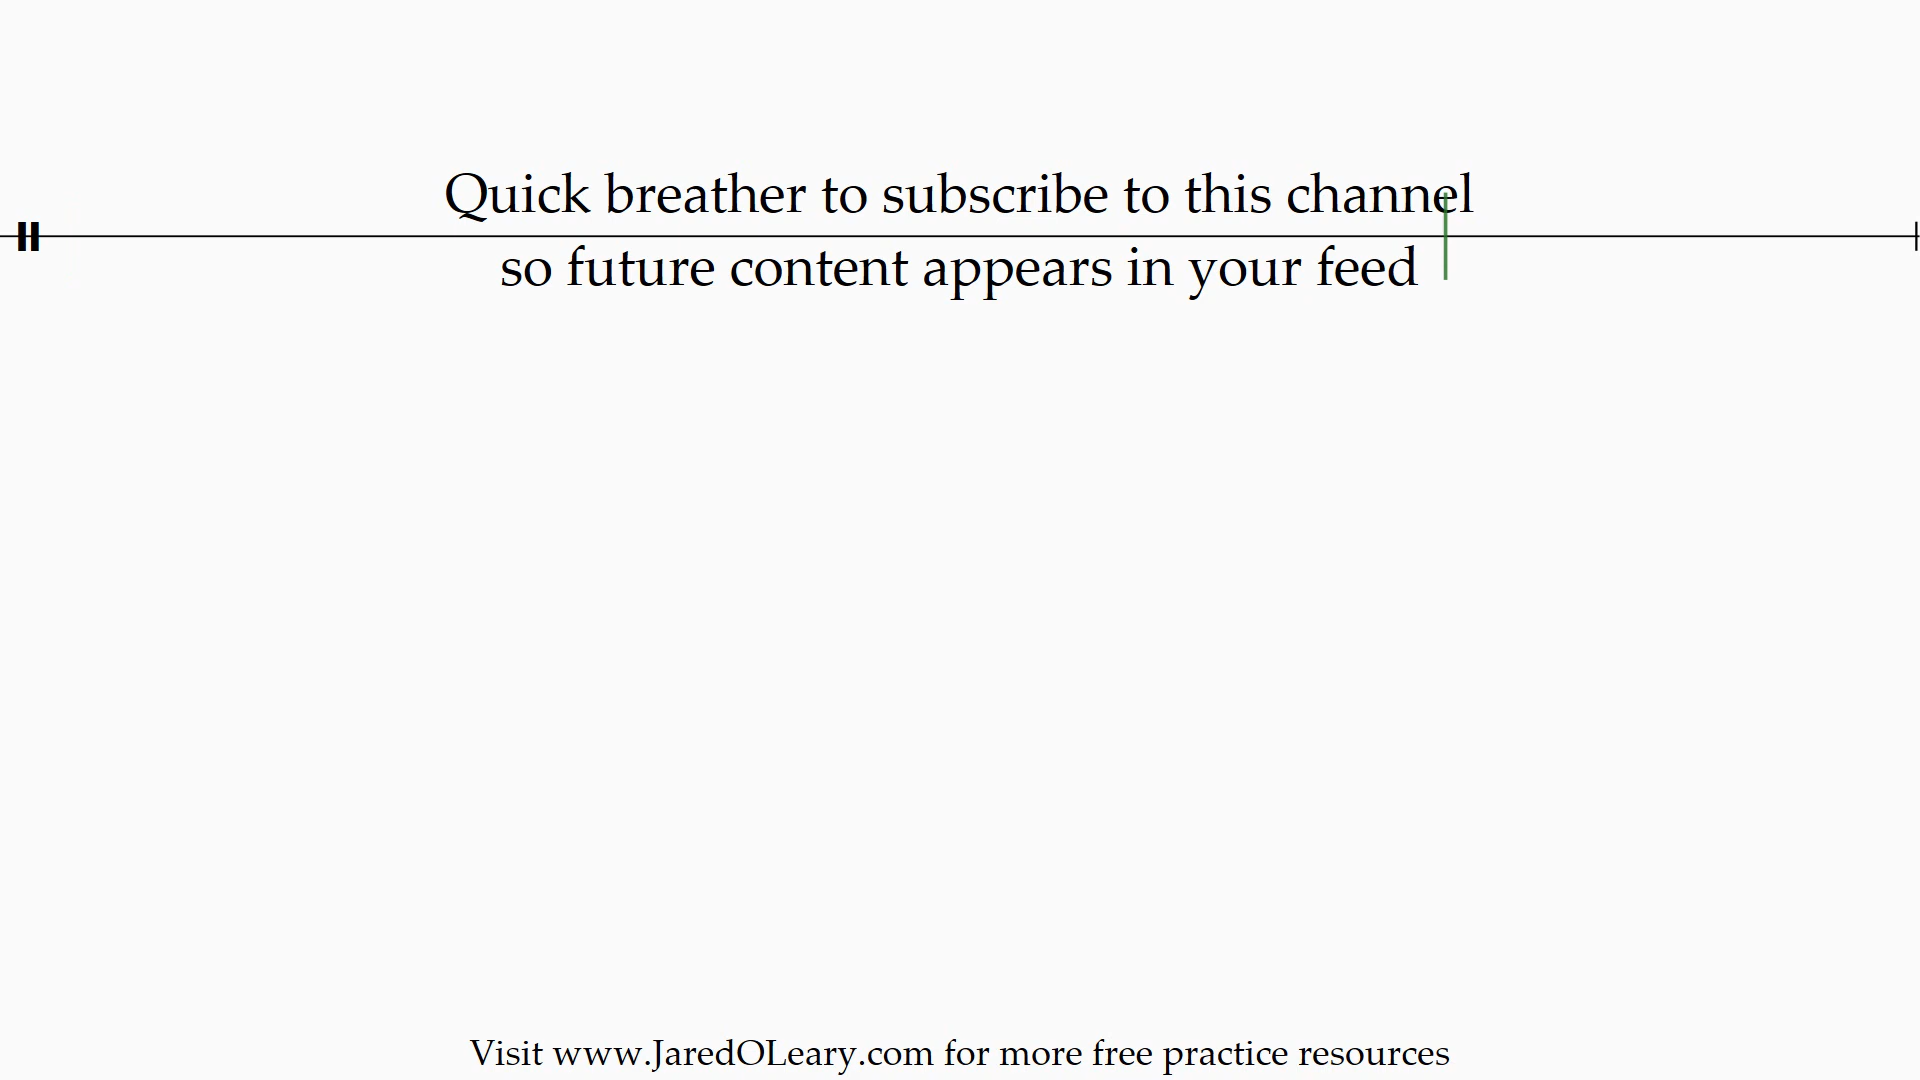 Quick breather to subscribe to this channel
so future content appears in your feed
Visit www.JaredOLeary.com for more free practice resources